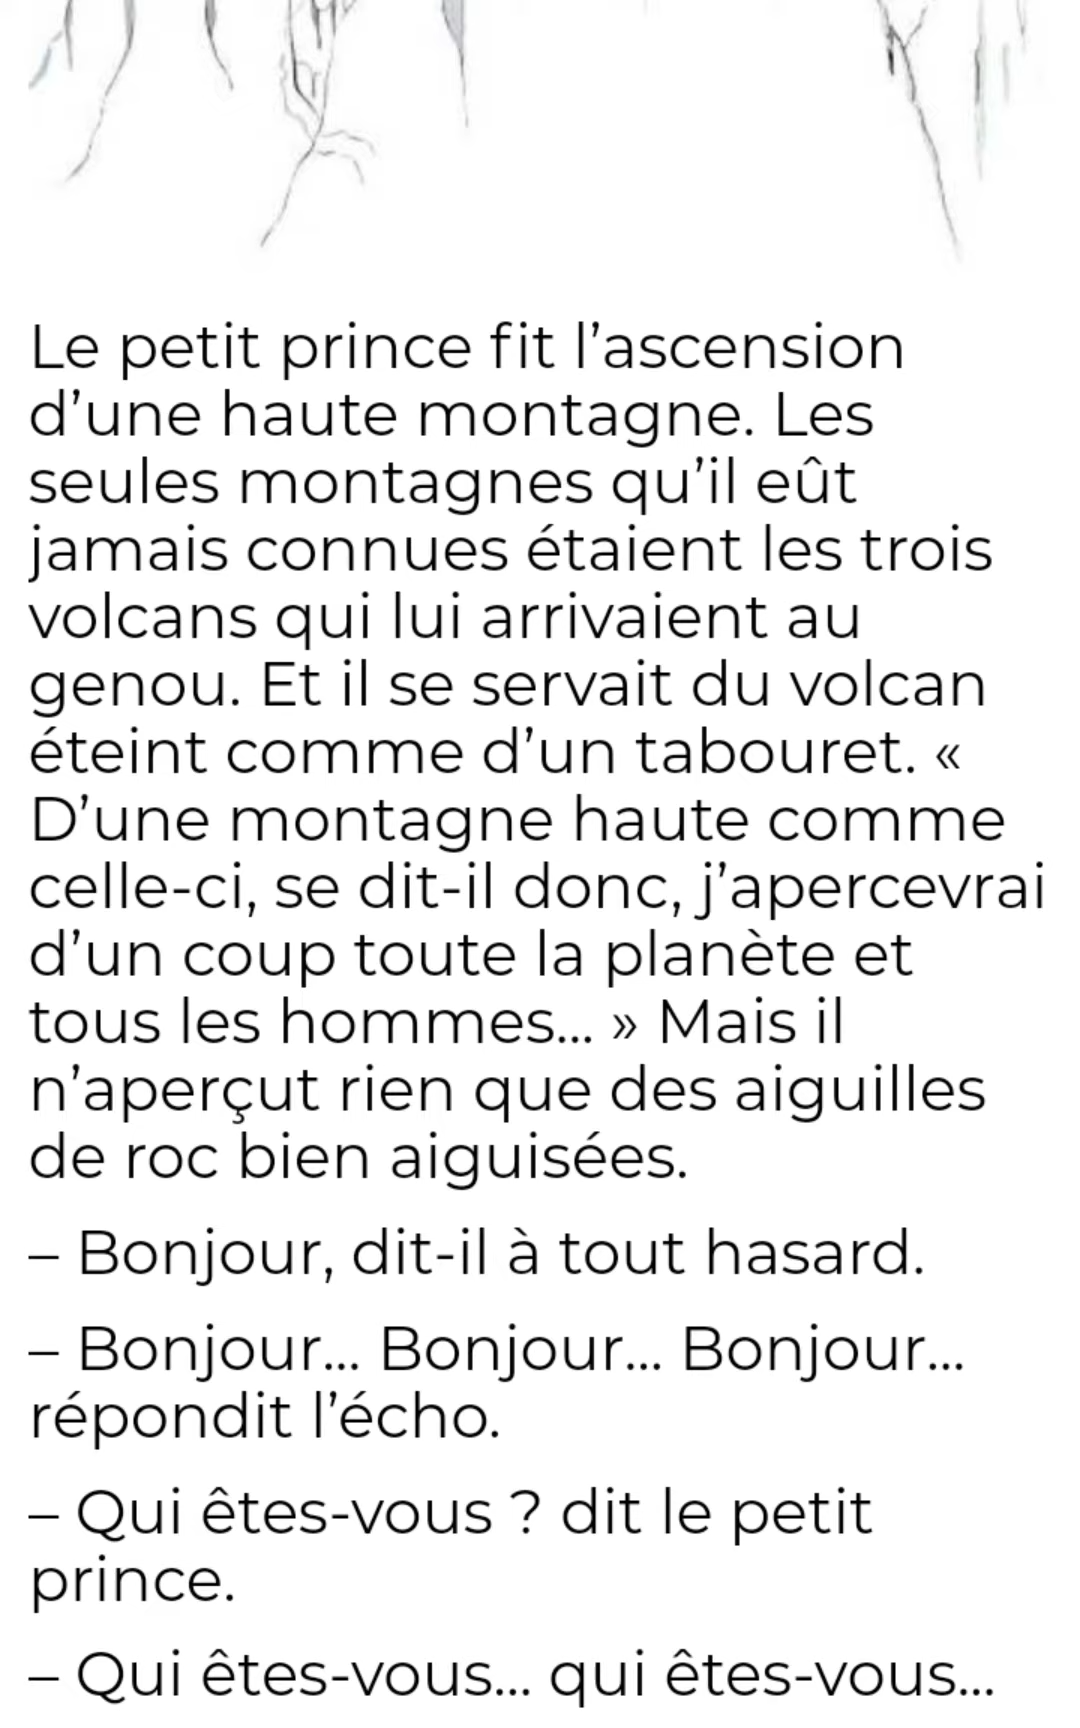 Le petit prince fit l’ascension
d’une haute montagne. Les
seules montagnes qu’il eût
jamais connues étaient les trois
volcans qui lui arrivaient au
genou. Et il se servait du volcan
éteint comme d’un tabouret. «
D’une montagne haute comme
celle-ci, se dit-il donc, j’apercevrai
d’un coup toute la planète et
tous les hommes... » Mais il
n’aperçut rien que des aiguilles
de roc bien aiguisées.
– Bonjour, dit-il à tout hasard.
– Bonjour... Bonjour... Bonjour...
répondit l’écho.
– Qui êtes-vous ? dit le petit
prince.
– Qui êtes-vous... qui êtes-vous...